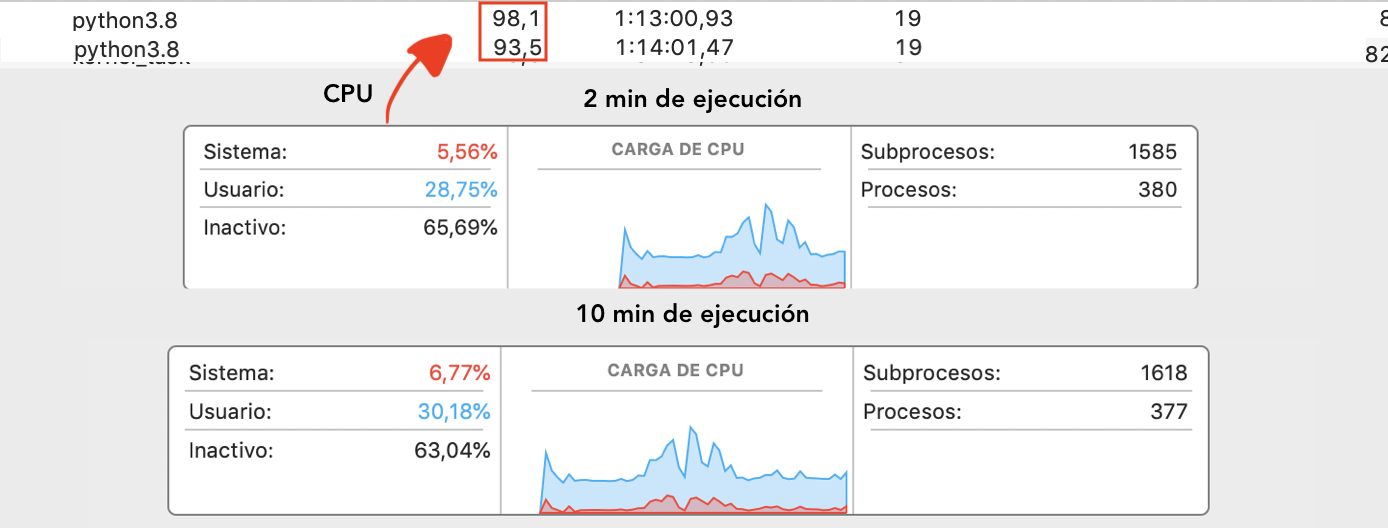 python3.8 98,1 1:13:00,93 19 8
python3.8 93,5 1:14:01,47 19 82
CPU
2 min de ejecución
Sistema: 5,56% CARGA DE CPU Subprocesos: 1585
Usuario: 28,75% Procesos: 380
Inactivo: 65,69%
10 min de ejecución
Sistema: 6,77% CARGA DE CPU Subprocesos: 1618
Usuario: 30,18% Procesos: 377
Inactivo: 63,04%